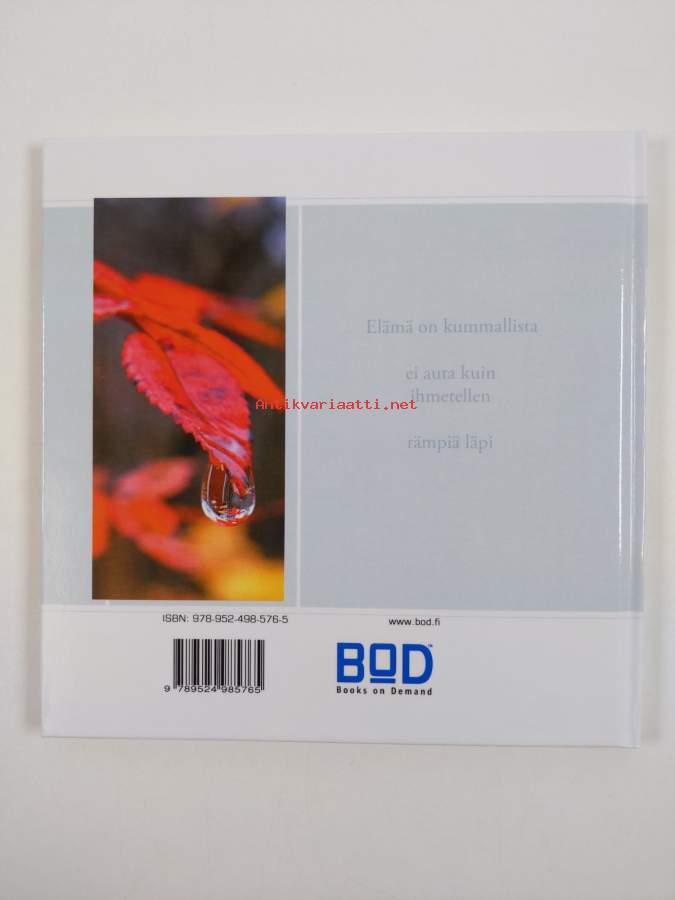 Elämä on kummallista
ei auta kuin
ihmetellen
rämpiä läpi
Antikvariaatti.net
ISBN: 978-952-498-576-5
www.bod.fi
9 789524 985765
BOD™
Books on Demand